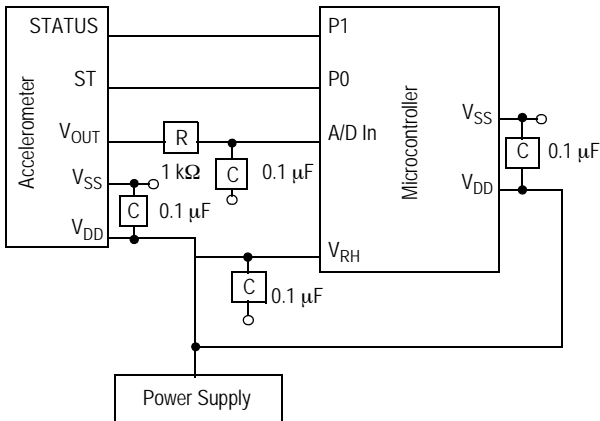 STATUS
ST
V_OUT
V_SS
V_DD
Accelerometer
R
1 kΩ
C
0.1 μF
C
0.1 μF
C
0.1 μF
P1
P0
A/D In
V_RH
Microcontroller
V_SS
V_DD
C
0.1 μF
Power Supply